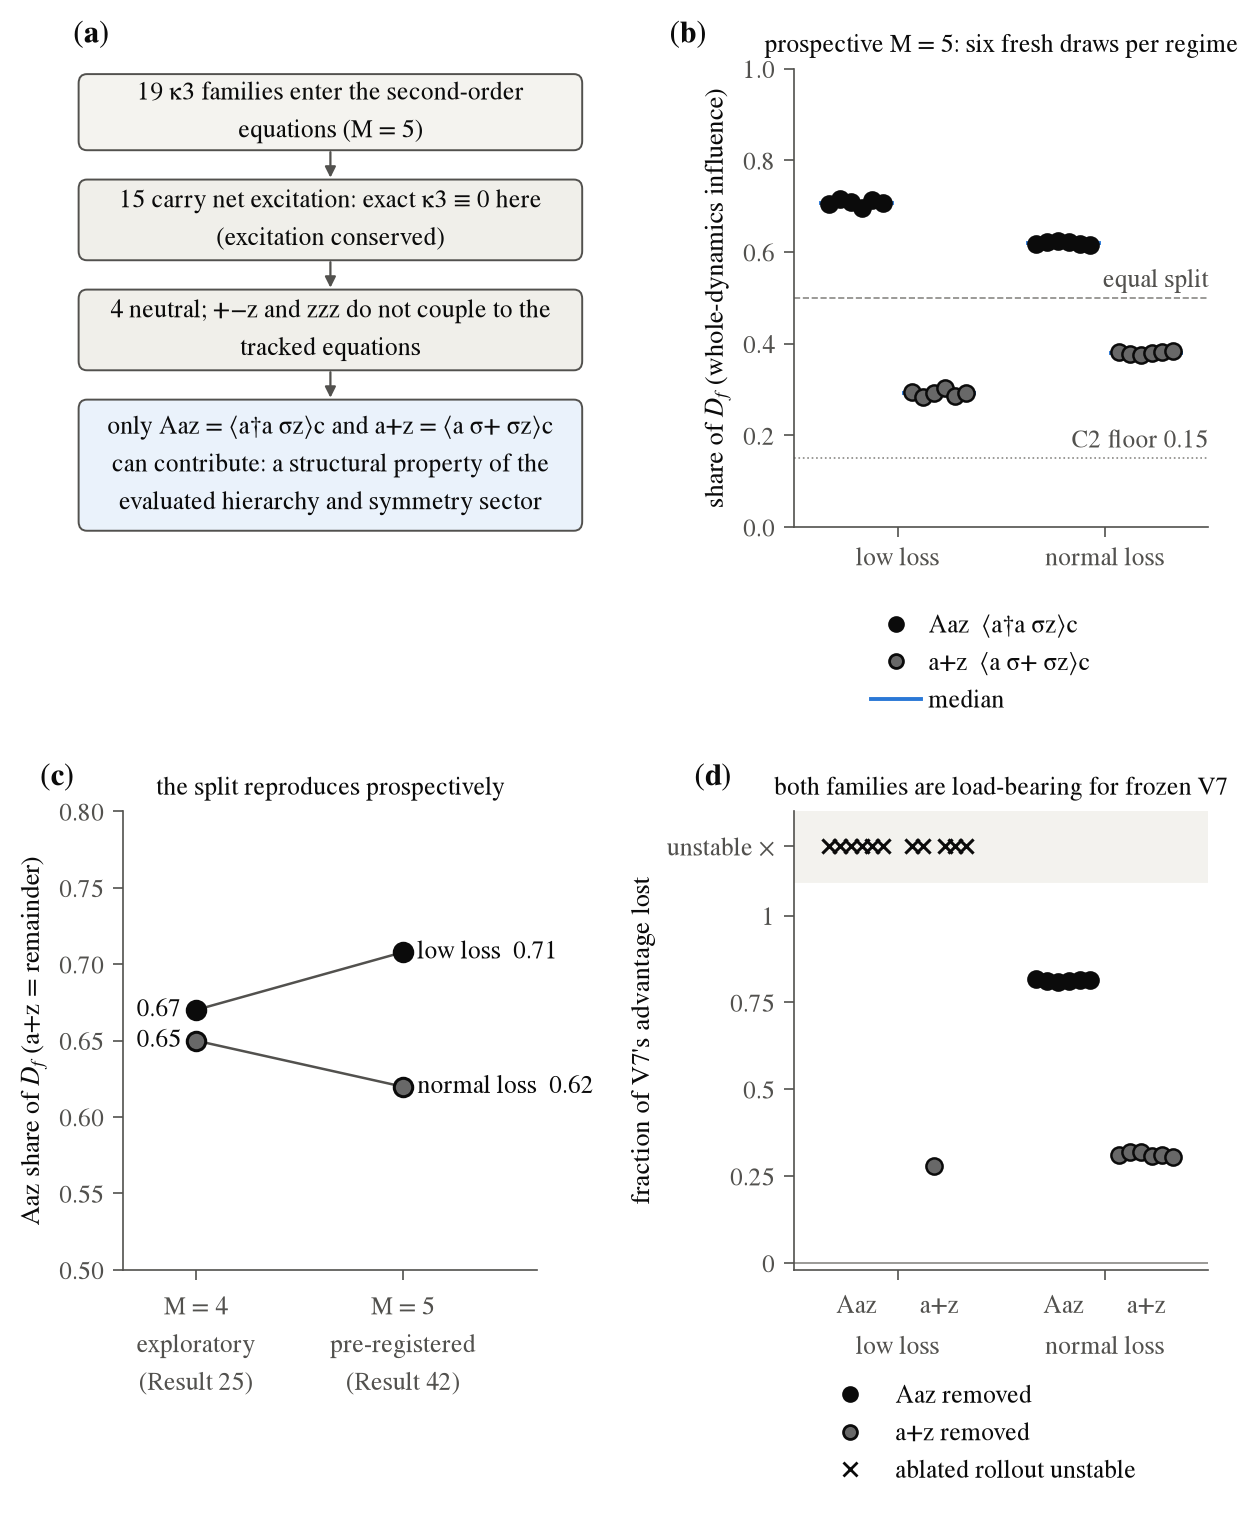 (a)
19 κ3 families enter the second-order
equations (M = 5)
15 carry net excitation: exact κ3 ≡ 0 here
(excitation conserved)
4 neutral; +−z and zzz do not couple to the
tracked equations
only Aaz = ⟨a†a σz⟩c and a+z = ⟨a σ+ σz⟩c
can contribute: a structural property of the
evaluated hierarchy and symmetry sector
(b)
prospective M = 5: six fresh draws per regime
share of D_f (whole-dynamics influence)
1.0
0.8
0.6
0.4
0.2
0.0
equal split
C2 floor 0.15
low loss
normal loss
Aaz ⟨a†a σz⟩c
a+z ⟨a σ+ σz⟩c
median
(c)
the split reproduces prospectively
Aaz share of D_f (a+z = remainder)
0.80
0.75
0.70
0.65
0.60
0.55
0.50
0.67
0.65
low loss 0.71
normal loss 0.62
M = 4
exploratory
(Result 25)
M = 5
pre-registered
(Result 42)
(d)
both families are load-bearing for frozen V7
fraction of V7's advantage lost
unstable ×
1
0.75
0.5
0.25
0
Aaz a+z Aaz a+z
low loss normal loss
Aaz removed
a+z removed
ablated rollout unstable